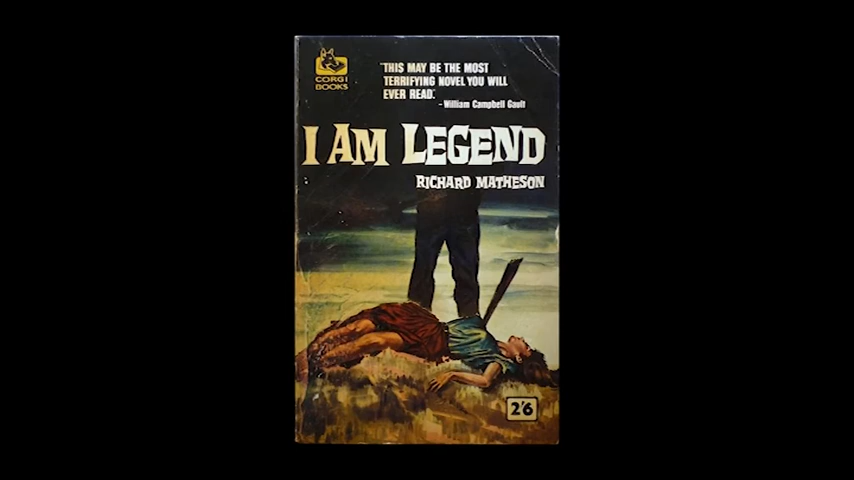 CORGI
BOOKS
"THIS MAY BE THE MOST
TERRIFYING NOVEL YOU WILL
EVER READ."
- William Campbell Gault
I AM LEGEND
RICHARD MATHESON
2'6